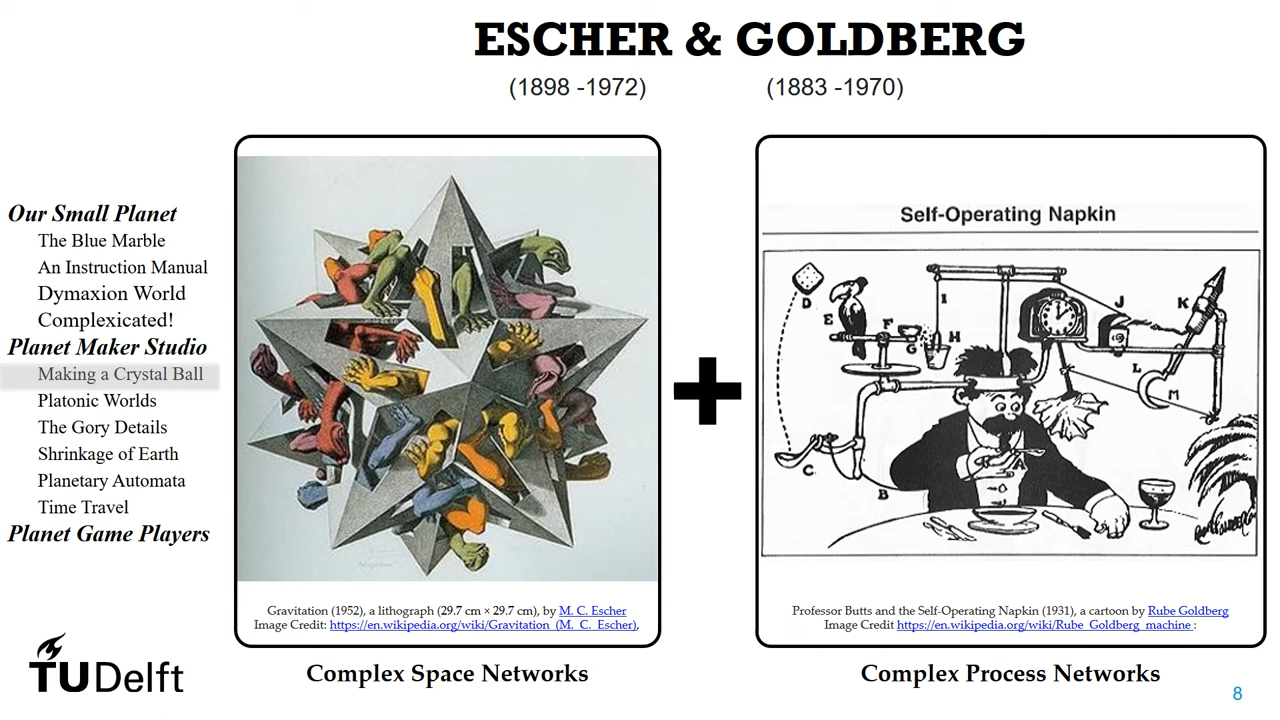 ESCHER & GOLDBERG
(1898 -1972)
(1883 -1970)
Our Small Planet
The Blue Marble
An Instruction Manual
Dymaxion World
Complexicated!
Planet Maker Studio
Making a Crystal Ball
Platonic Worlds
The Gory Details
Shrinkage of Earth
Planetary Automata
Time Travel
Planet Game Players
TUDelft
Gravitation (1952), a lithograph (29.7 cm × 29.7 cm), by M. C. Escher
Image Credit: https://en.wikipedia.org/wiki/Gravitation_(M._C._Escher),
Complex Space Networks
+
Self-Operating Napkin
D
E
F
G
H
I
J
K
L
M
A
B
C
Professor Butts and the Self-Operating Napkin (1931), a cartoon by Rube Goldberg
Image Credit https://en.wikipedia.org/wiki/Rube_Goldberg_machine :
Complex Process Networks
8